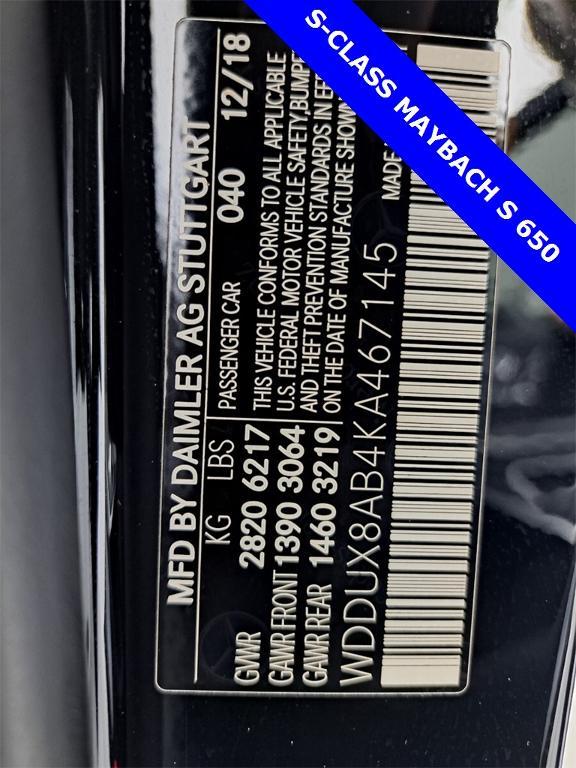 S-CLASS MAYBACH S 650
MFD BY DAIMLER AG STUTTGART
KG LBS PASSENGER CAR 040 12/18
GVWR 2820 6217
GAWR FRONT 1390 3064
GAWR REAR 1460 3219
THIS VEHICLE CONFORMS TO ALL APPLICABLE
U.S. FEDERAL MOTOR VEHICLE SAFETY, BUMPE
AND THEFT PREVENTION STANDARDS IN EF
ON THE DATE OF MANUFACTURE SHOWN
WDDUX8AB4KA467145 MADE